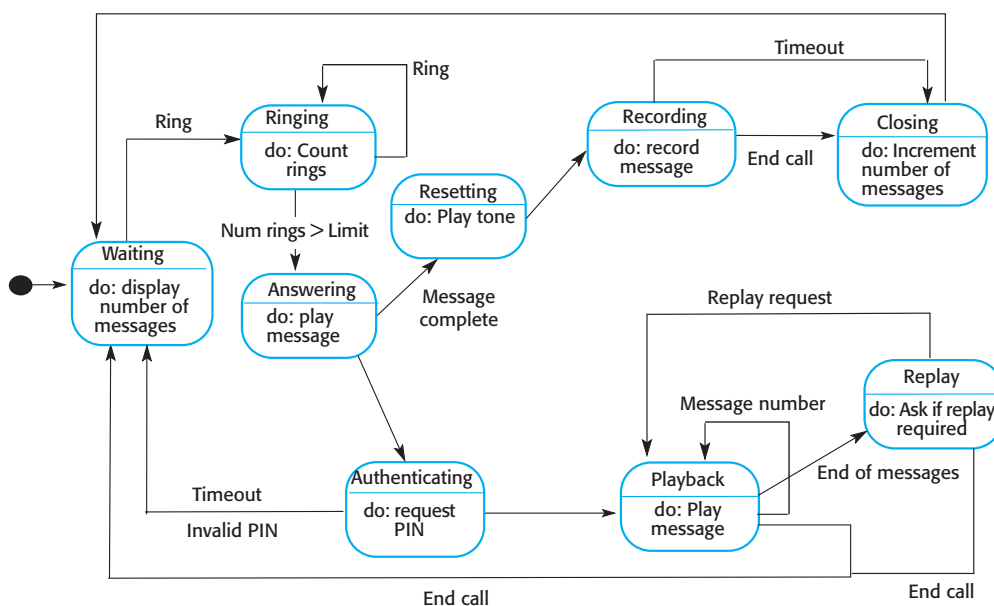 Timeout
Ring
Ringing
Recording
Closing
Ring
do: Count
rings
do: record
message
End call
do: Increment
number of
messages
Resetting
do: Play tone
Num rings > Limit
Waiting
do: display
number of
messages
Answering
do: play
message
Message
complete
Replay request
Replay
do: Ask if replay
required
Message number
End of messages
Authenticating
do: request
PIN
Playback
do: Play
message
Timeout
Invalid PIN
End call
End call